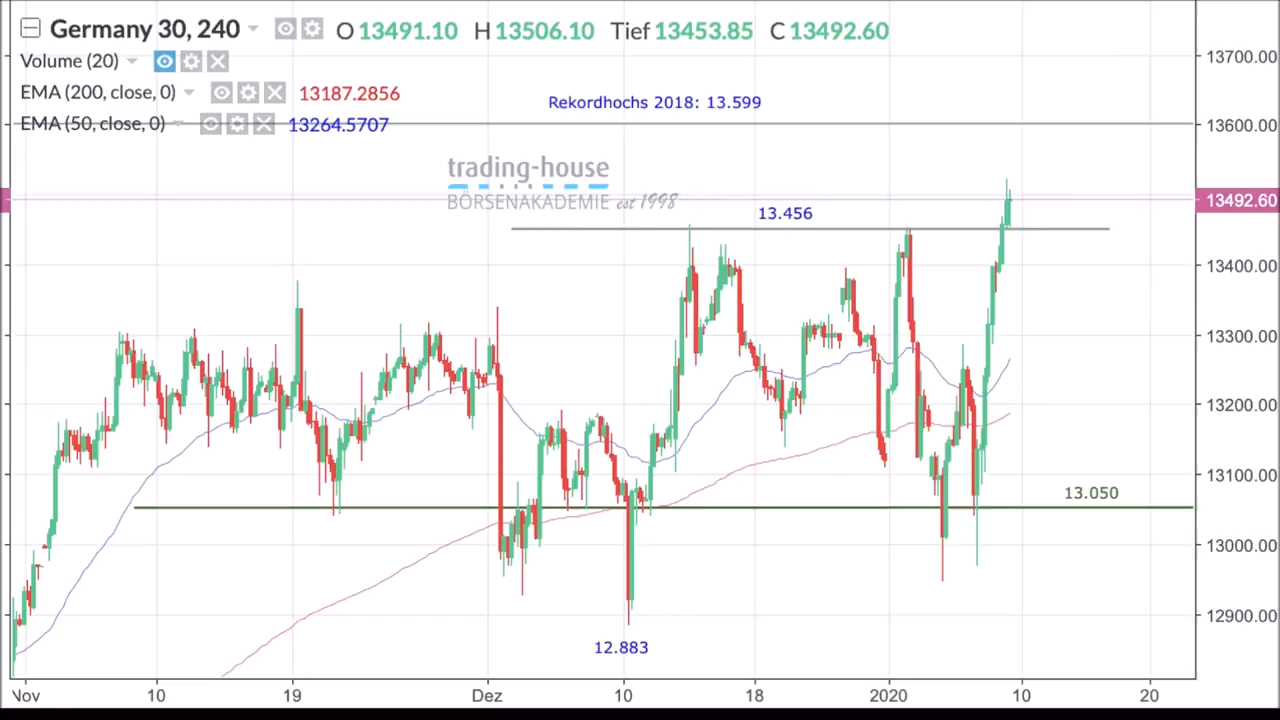 Germany 30, 240 O 13491.10 H 13506.10 Tief 13453.85 C 13492.60
Volume (20)
EMA (200, close, 0) 13187.2856
EMA (50, close, 0) 13264.5707
Rekordhochs 2018: 13.599
trading-house
BÖRSENAKADEMIE est 1998
13.456
13.050
12.883
13700.00
13600.00
13492.60
13400.00
13300.00
13200.00
13100.00
13000.00
12900.00
Nov 10 19 Dez 10 18 2020 10 20